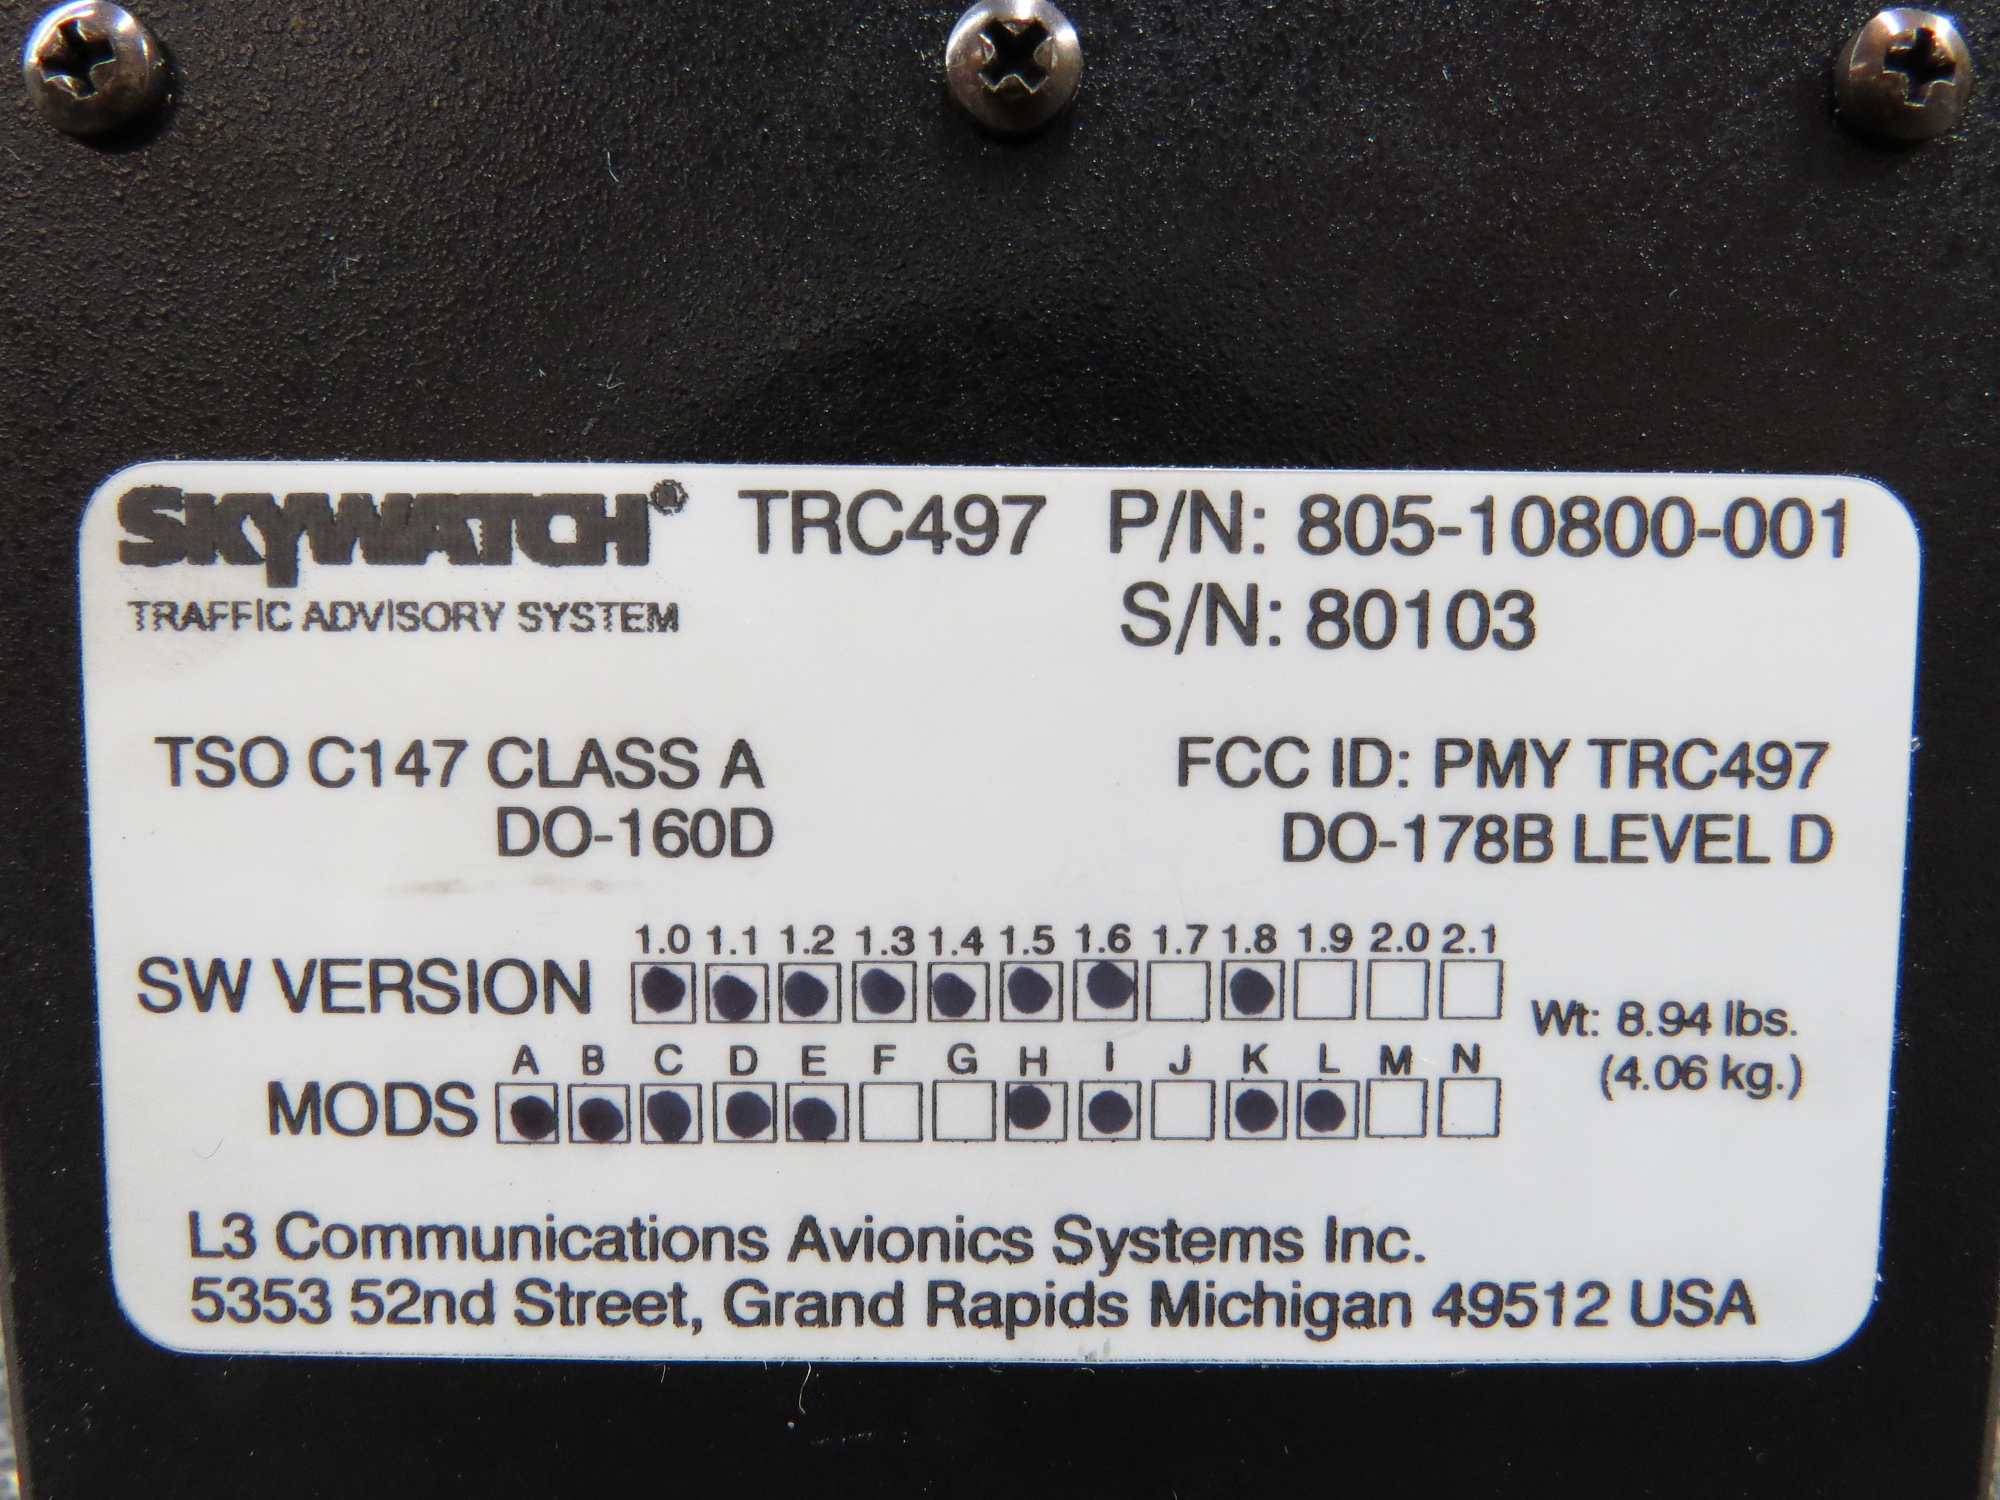 SKYWATCH® TRC497 P/N: 805-10800-001
TRAFFIC ADVISORY SYSTEM S/N: 80103
TSO C147 CLASS A FCC ID: PMY TRC497
DO-160D DO-178B LEVEL D
1.0 1.1 1.2 1.3 1.4 1.5 1.6 1.7 1.8 1.9 2.0 2.1
SW VERSION
Wt: 8.94 lbs.
A B C D E F G H I J K L M N
(4.06 kg.)
MODS
L3 Communications Avionics Systems Inc.
5353 52nd Street, Grand Rapids Michigan 49512 USA